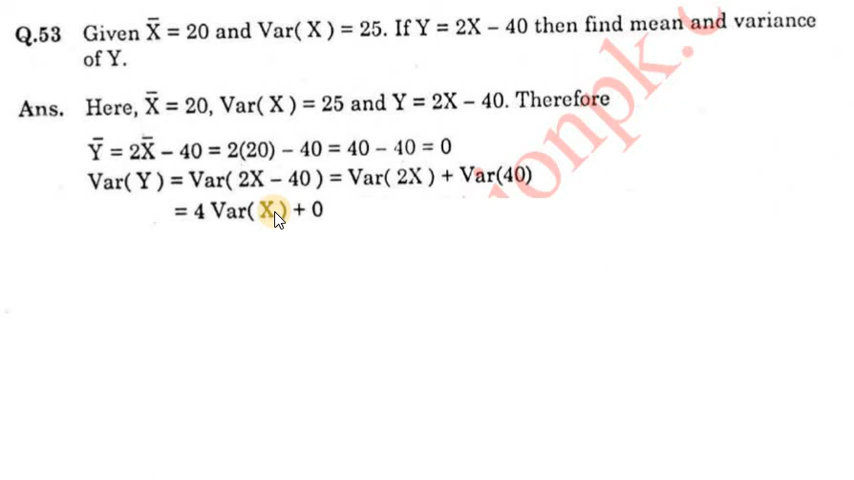 Q.53 Given X̄ = 20 and Var( X ) = 25. If Y = 2X – 40 then find mean and variance
of Y.
Ans. Here, X̄ = 20, Var( X ) = 25 and Y = 2X – 40. Therefore
Ȳ = 2X̄ – 40 = 2(20) – 40 = 40 – 40 = 0
Var( Y ) = Var( 2X – 40 ) = Var( 2X ) + Var(40)
= 4 Var( X ) + 0